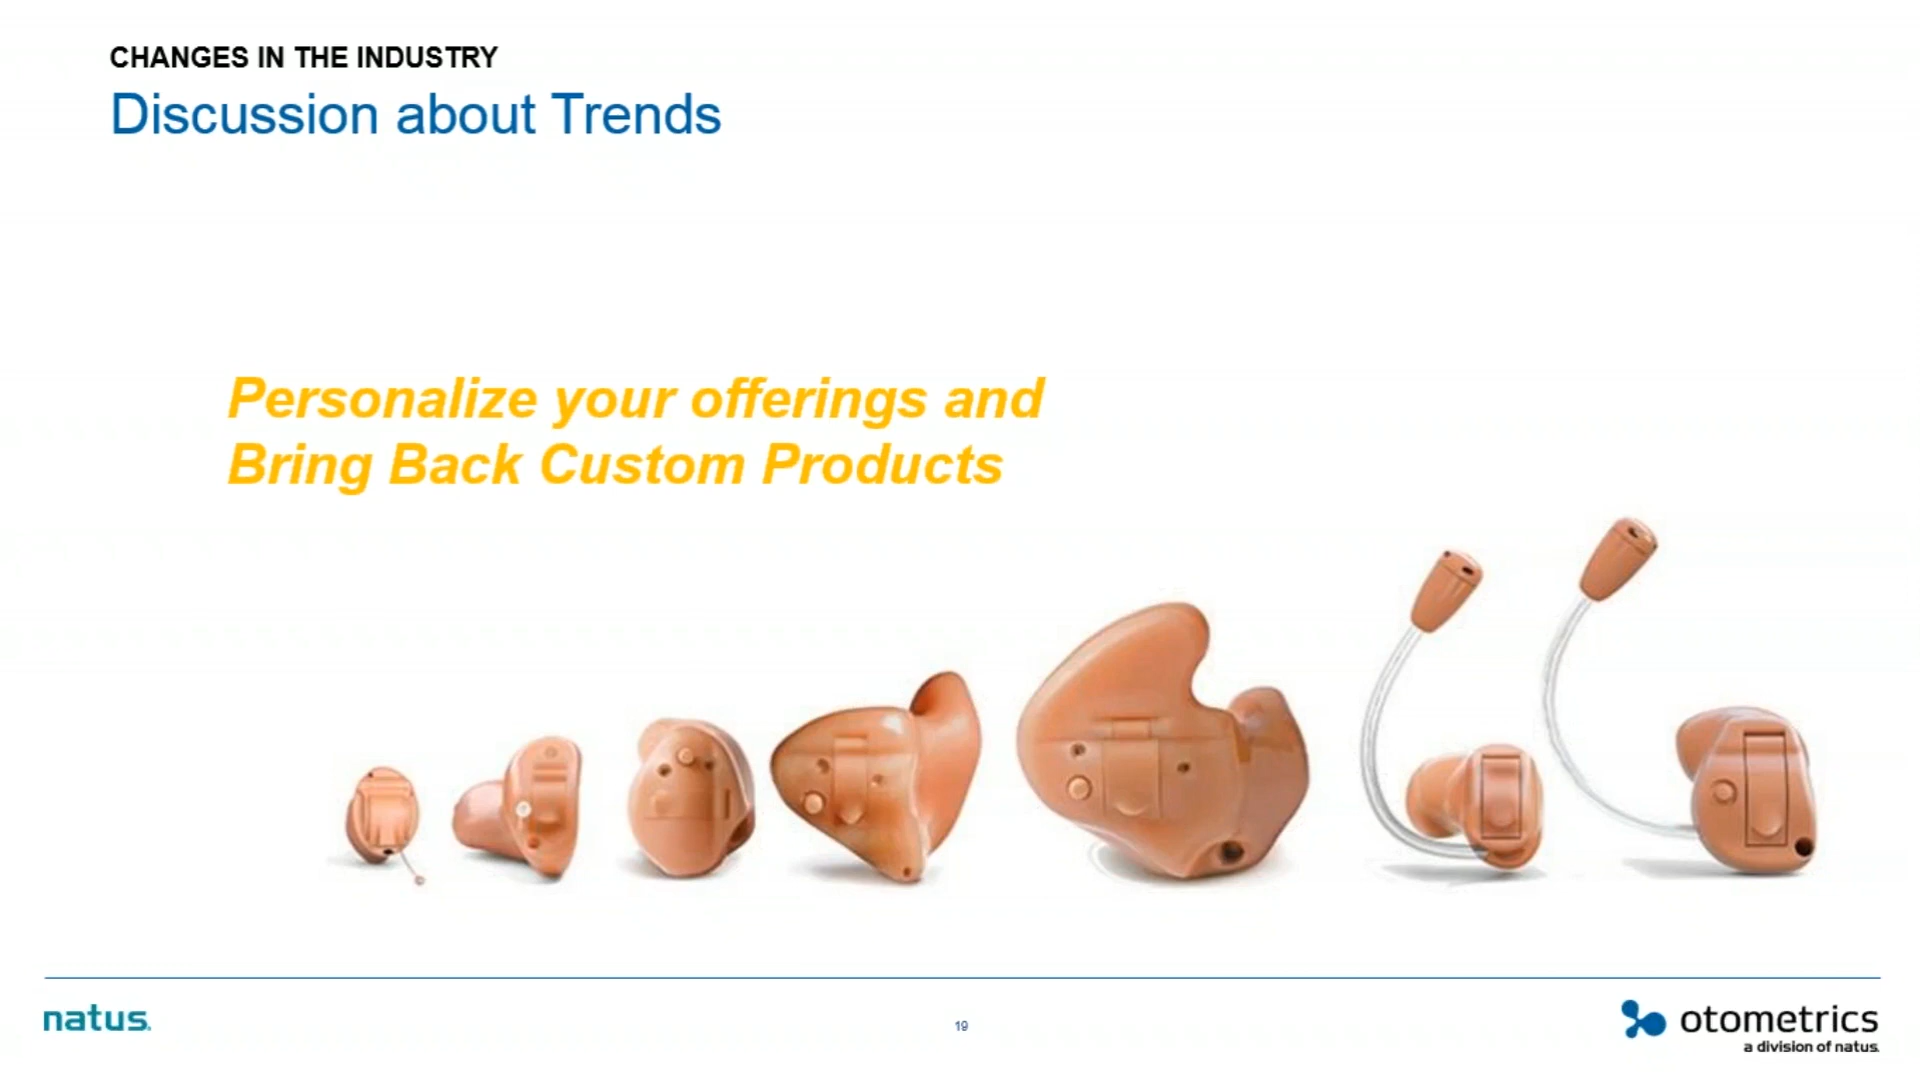 CHANGES IN THE INDUSTRY
Discussion about Trends
Personalize your offerings and
Bring Back Custom Products
natus.
19
otometrics
a division of natus.